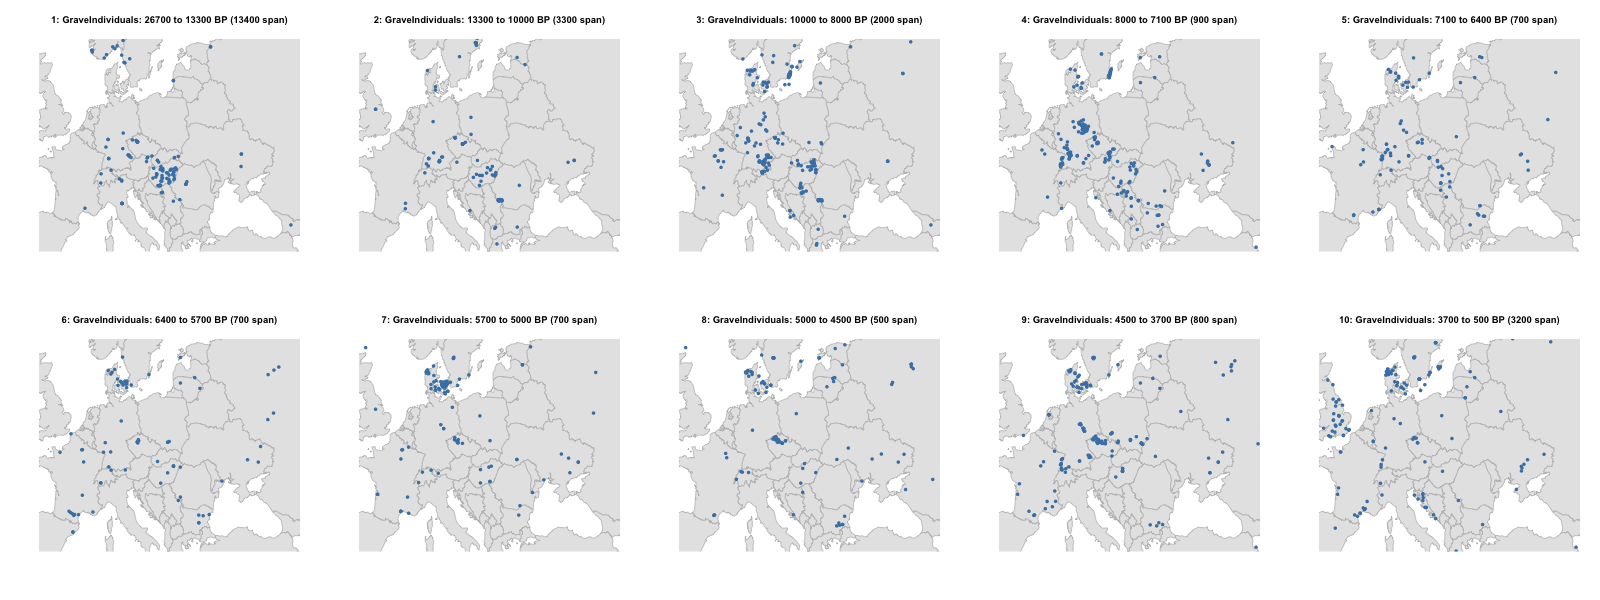 1: GraveIndividuals: 26700 to 13300 BP (13400 span)
2: GraveIndividuals: 13300 to 10000 BP (3300 span)
3: GraveIndividuals: 10000 to 8000 BP (2000 span)
4: GraveIndividuals: 8000 to 7100 BP (900 span)
5: GraveIndividuals: 7100 to 6400 BP (700 span)
6: GraveIndividuals: 6400 to 5700 BP (700 span)
7: GraveIndividuals: 5700 to 5000 BP (700 span)
8: GraveIndividuals: 5000 to 4500 BP (500 span)
9: GraveIndividuals: 4500 to 3700 BP (800 span)
10: GraveIndividuals: 3700 to 500 BP (3200 span)